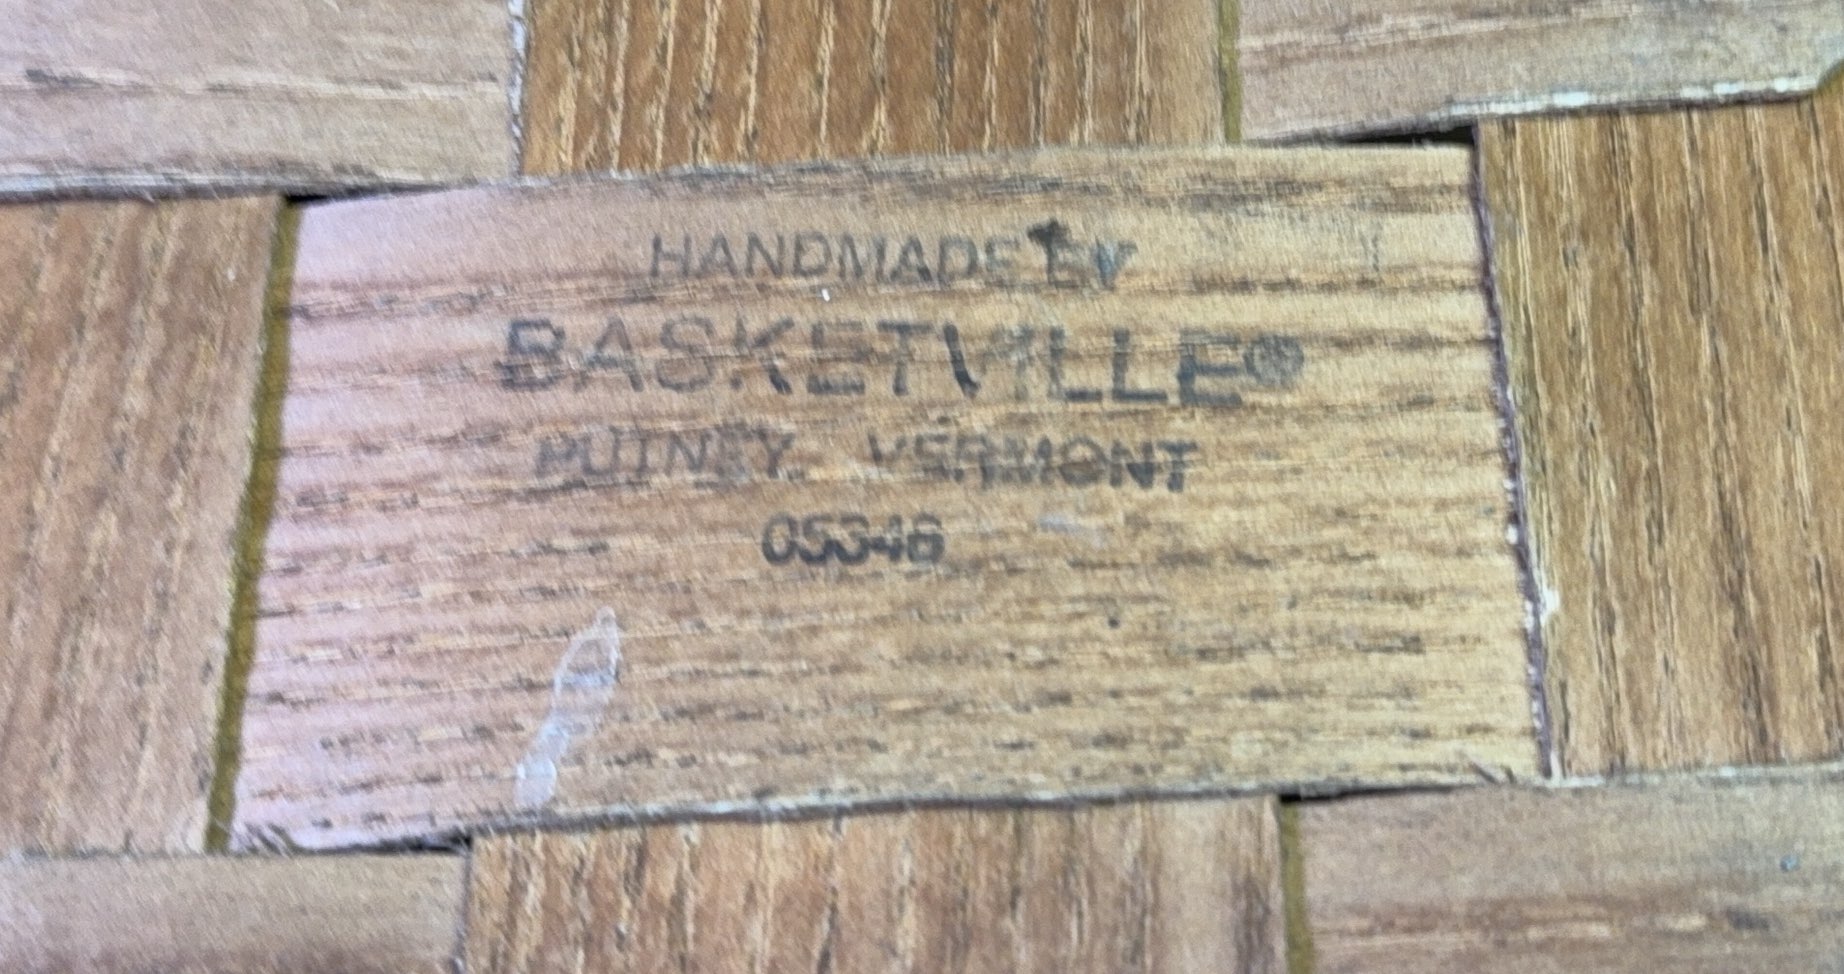 HANDMADE BY
BASKETVILLE®
PUTNEY, VERMONT
05346